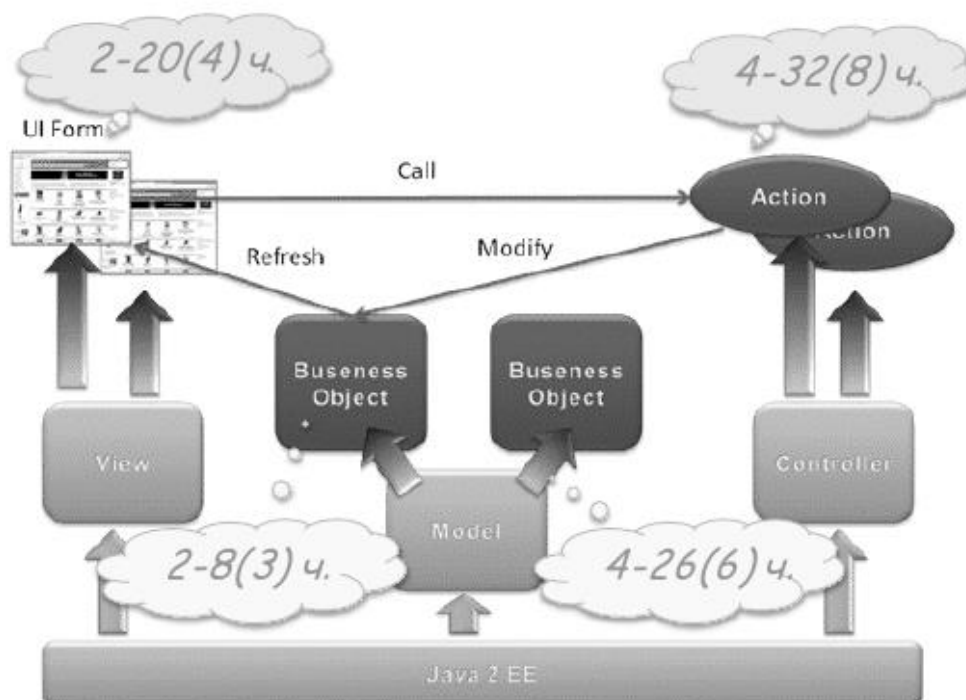 2-20(4) ч.
4-32(8) ч.
UI Form
Call
Action
Action
Refresh
Modify
Buseness
Object
Buseness
Object
View
Controller
Model
2-8(3) ч.
4-26(6) ч.
Java 2 EE